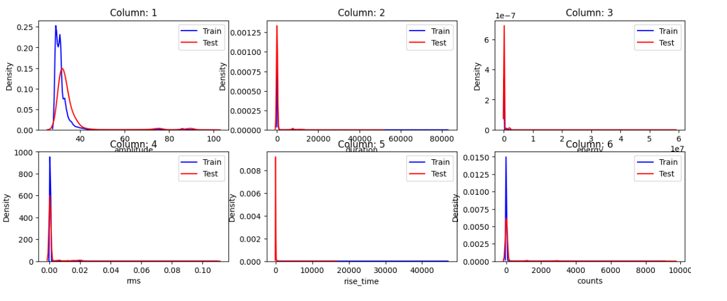 Column: 1
Train
Test
Density
0.25
0.20
0.15
0.10
0.05
0.00
40
60
80
100
amplitude
Column: 2
Train
Test
Density
0.00125
0.00100
0.00075
0.00050
0.00025
0.00000
0
20000
40000
60000
80000
duration
Column: 3
1e-7
Train
Test
Density
6
4
2
0
0
1
2
3
4
5
6
1e7
energy
Column: 4
Train
Test
Density
1000
800
600
400
200
0
0.00
0.02
0.04
0.06
0.08
0.10
rms
Column: 5
Train
Test
Density
0.008
0.006
0.004
0.002
0.000
0
10000
20000
30000
40000
rise_time
Column: 6
Train
Test
Density
0.0150
0.0125
0.0100
0.0075
0.0050
0.0025
0.0000
0
2000
4000
6000
8000
10000
counts